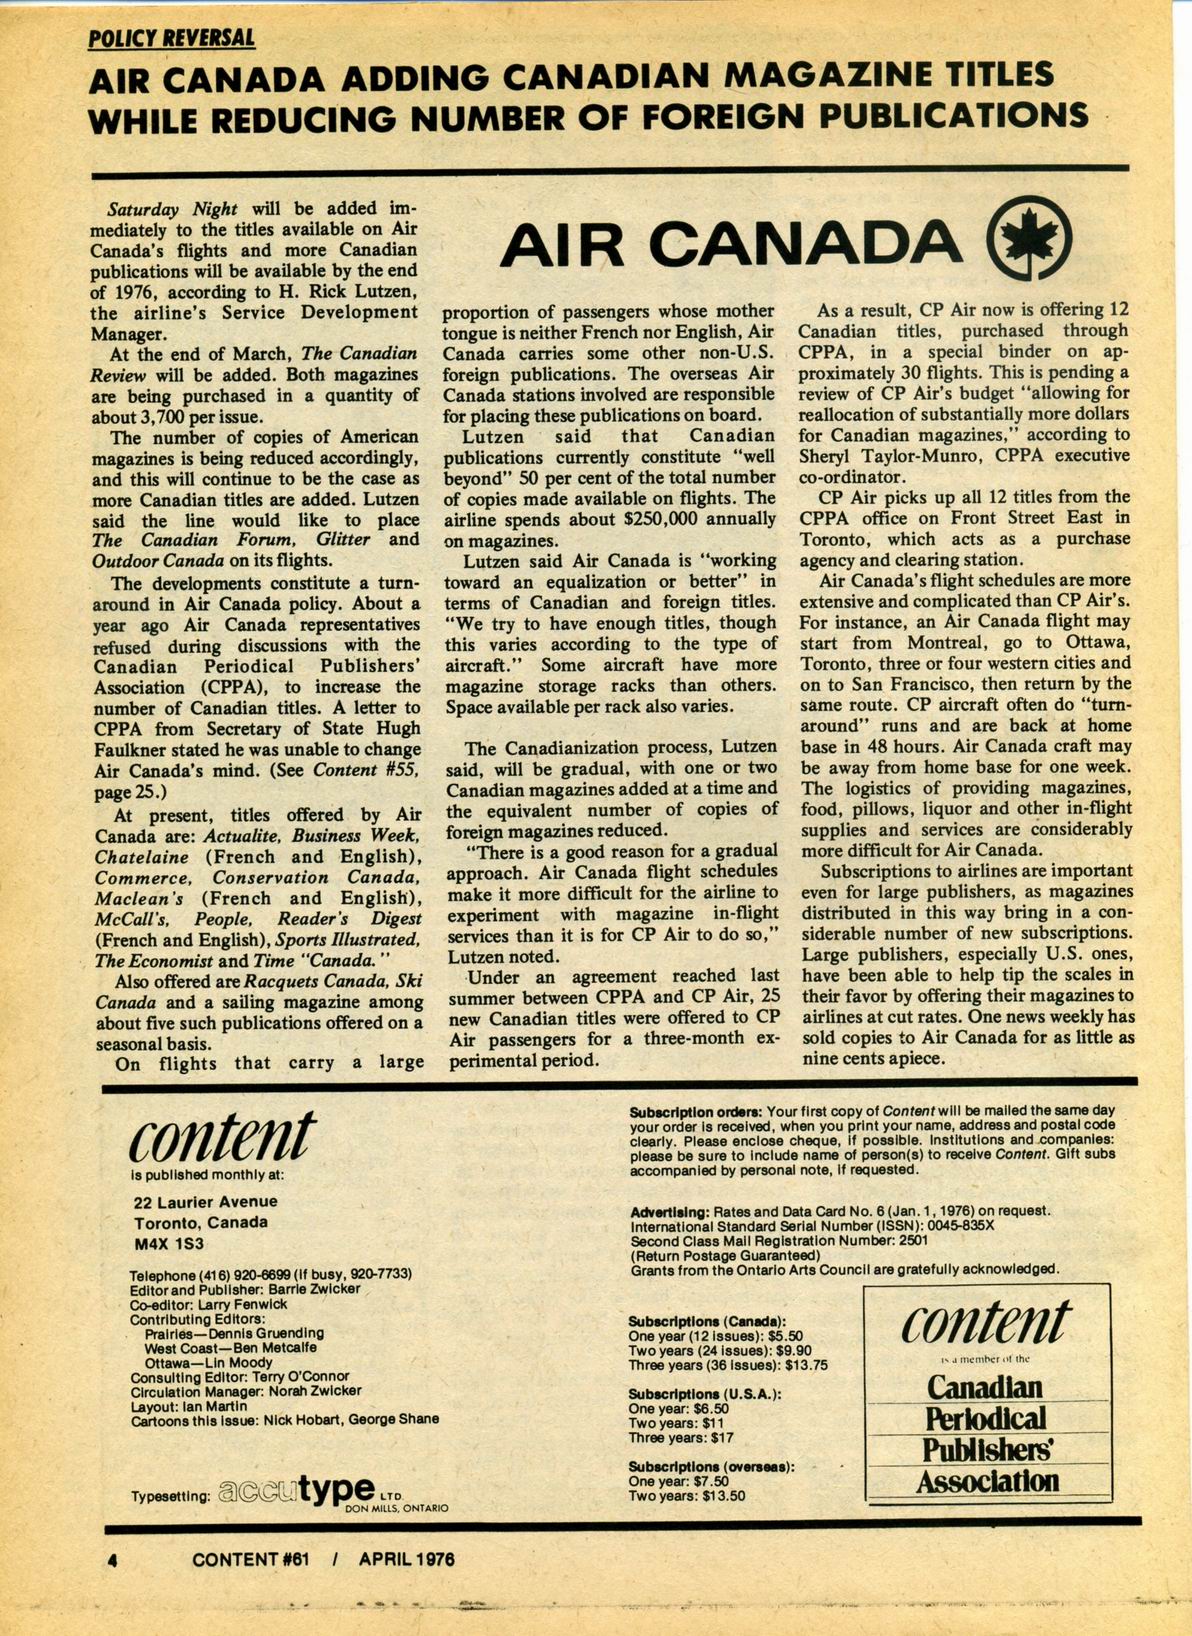 POLICY REVERSAL
AIR CANADA ADDING CANADIAN MAGAZINE TITLES
WHILE REDUCING NUMBER OF FOREIGN PUBLICATIONS
Saturday Night will be added im-
mediately to the titles available on Air
Canada's flights and more Canadian
publications will be available by the end
of 1976, according to H. Rick Lutzen,
the airline's Service Development
Manager.
At the end of March, The Canadian
Review will be added. Both magazines
are being purchased in a quantity of
about 3,700 per issue.
The number of copies of American
magazines is being reduced accordingly,
and this will continue to be the case as
more Canadian titles are added. Lutzen
said the line would like to place
The Canadian Forum, Glitter and
Outdoor Canada on its flights.
The developments constitute a turn-
around in Air Canada policy. About a
year ago Air Canada representatives
refused during discussions with the
Canadian Periodical Publishers'
Association (CPPA), to increase the
number of Canadian titles. A letter to
CPPA from Secretary of State Hugh
Faulkner stated he was unable to change
Air Canada's mind. (See Content #55,
page 25.)
At present, titles offered by Air
Canada are: Actualite, Business Week,
Chatelaine (French and English),
Commerce, Conservation Canada,
Maclean's (French and English),
McCall's, People, Reader's Digest
(French and English), Sports Illustrated,
The Economist and Time "Canada."
Also offered are Racquets Canada, Ski
Canada and a sailing magazine among
about five such publications offered on a
seasonal basis.
On flights that carry a large
AIR CANADA
proportion of passengers whose mother
tongue is neither French nor English, Air
Canada carries some other non-U.S.
foreign publications. The overseas Air
Canada stations involved are responsible
for placing these publications on board.
Lutzen said that Canadian
publications currently constitute "well
beyond" 50 per cent of the total number
of copies made available on flights. The
airline spends about $250,000 annually
on magazines.
Lutzen said Air Canada is "working
toward an equalization or better" in
terms of Canadian and foreign titles.
"We try to have enough titles, though
this varies according to the type of
aircraft." Some aircraft have more
magazine storage racks than others.
Space available per rack also varies.
The Canadianization process, Lutzen
said, will be gradual, with one or two
Canadian magazines added at a time and
the equivalent number of copies of
foreign magazines reduced.
"There is a good reason for a gradual
approach. Air Canada flight schedules
make it more difficult for the airline to
experiment with magazine in-flight
services than it is for CP Air to do so,"
Lutzen noted.
Under an agreement reached last
summer between CPPA and CP Air, 25
new Canadian titles were offered to CP
Air passengers for a three-month ex-
perimental period.
As a result, CP Air now is offering 12
Canadian titles, purchased through
CPPA, in a special binder on ap-
proximately 30 flights. This is pending a
review of CP Air's budget "allowing for
reallocation of substantially more dollars
for Canadian magazines," according to
Sheryl Taylor-Munro, CPPA executive
co-ordinator.
CP Air picks up all 12 titles from the
CPPA office on Front Street East in
Toronto, which acts as a purchase
agency and clearing station.
Air Canada's flight schedules are more
extensive and complicated than CP Air's.
For instance, an Air Canada flight may
start from Montreal, go to Ottawa,
Toronto, three or four western cities and
on to San Francisco, then return by the
same route. CP aircraft often do "turn-
around" runs and are back at home
base in 48 hours. Air Canada craft may
be away from home base for one week.
The logistics of providing magazines,
food, pillows, liquor and other in-flight
supplies and services are considerably
more difficult for Air Canada.
Subscriptions to airlines are important
even for large publishers, as magazines
distributed in this way bring in a con-
siderable number of new subscriptions.
Large publishers, especially U.S. ones,
have been able to help tip the scales in
their favor by offering their magazines to
airlines at cut rates. One news weekly has
sold copies to Air Canada for as little as
nine cents apiece.
content
is published monthly at:
22 Laurier Avenue
Toronto, Canada
M4X 1S3
Telephone (416) 920-6699 (if busy, 920-7733)
Editor and Publisher: Barrie Zwicker
Co-editor: Larry Fenwick
Contributing Editors:
Prairies—Dennis Gruending
West Coast—Ben Metcalfe
Ottawa—Lin Moody
Consulting Editor: Terry O'Connor
Circulation Manager: Norah Zwicker
Layout: Ian Martin
Cartoons this issue: Nick Hobart, George Shane
Typesetting: accutype LTD.
DON MILLS, ONTARIO
Subscription orders: Your first copy of Content will be mailed the same day
your order is received, when you print your name, address and postal code
clearly. Please enclose cheque, if possible. Institutions and companies:
please be sure to include name of person(s) to receive Content. Gift subs
accompanied by personal note, if requested.
Advertising: Rates and Data Card No. 6 (Jan. 1, 1976) on request.
International Standard Serial Number (ISSN): 0045-835X
Second Class Mail Registration Number: 2501
(Return Postage Guaranteed)
Grants from the Ontario Arts Council are gratefully acknowledged.
Subscriptions (Canada):
One year (12 issues): $5.50
Two years (24 issues): $9.90
Three years (36 issues): $13.75
Subscriptions (U.S.A.):
One year: $6.50
Two years: $11
Three years: $17
Subscriptions (overseas):
One year: $7.50
Two years: $13.50
content
is a member of the
Canadian
Periodical
Publishers'
Association
4 CONTENT #61 / APRIL 1976